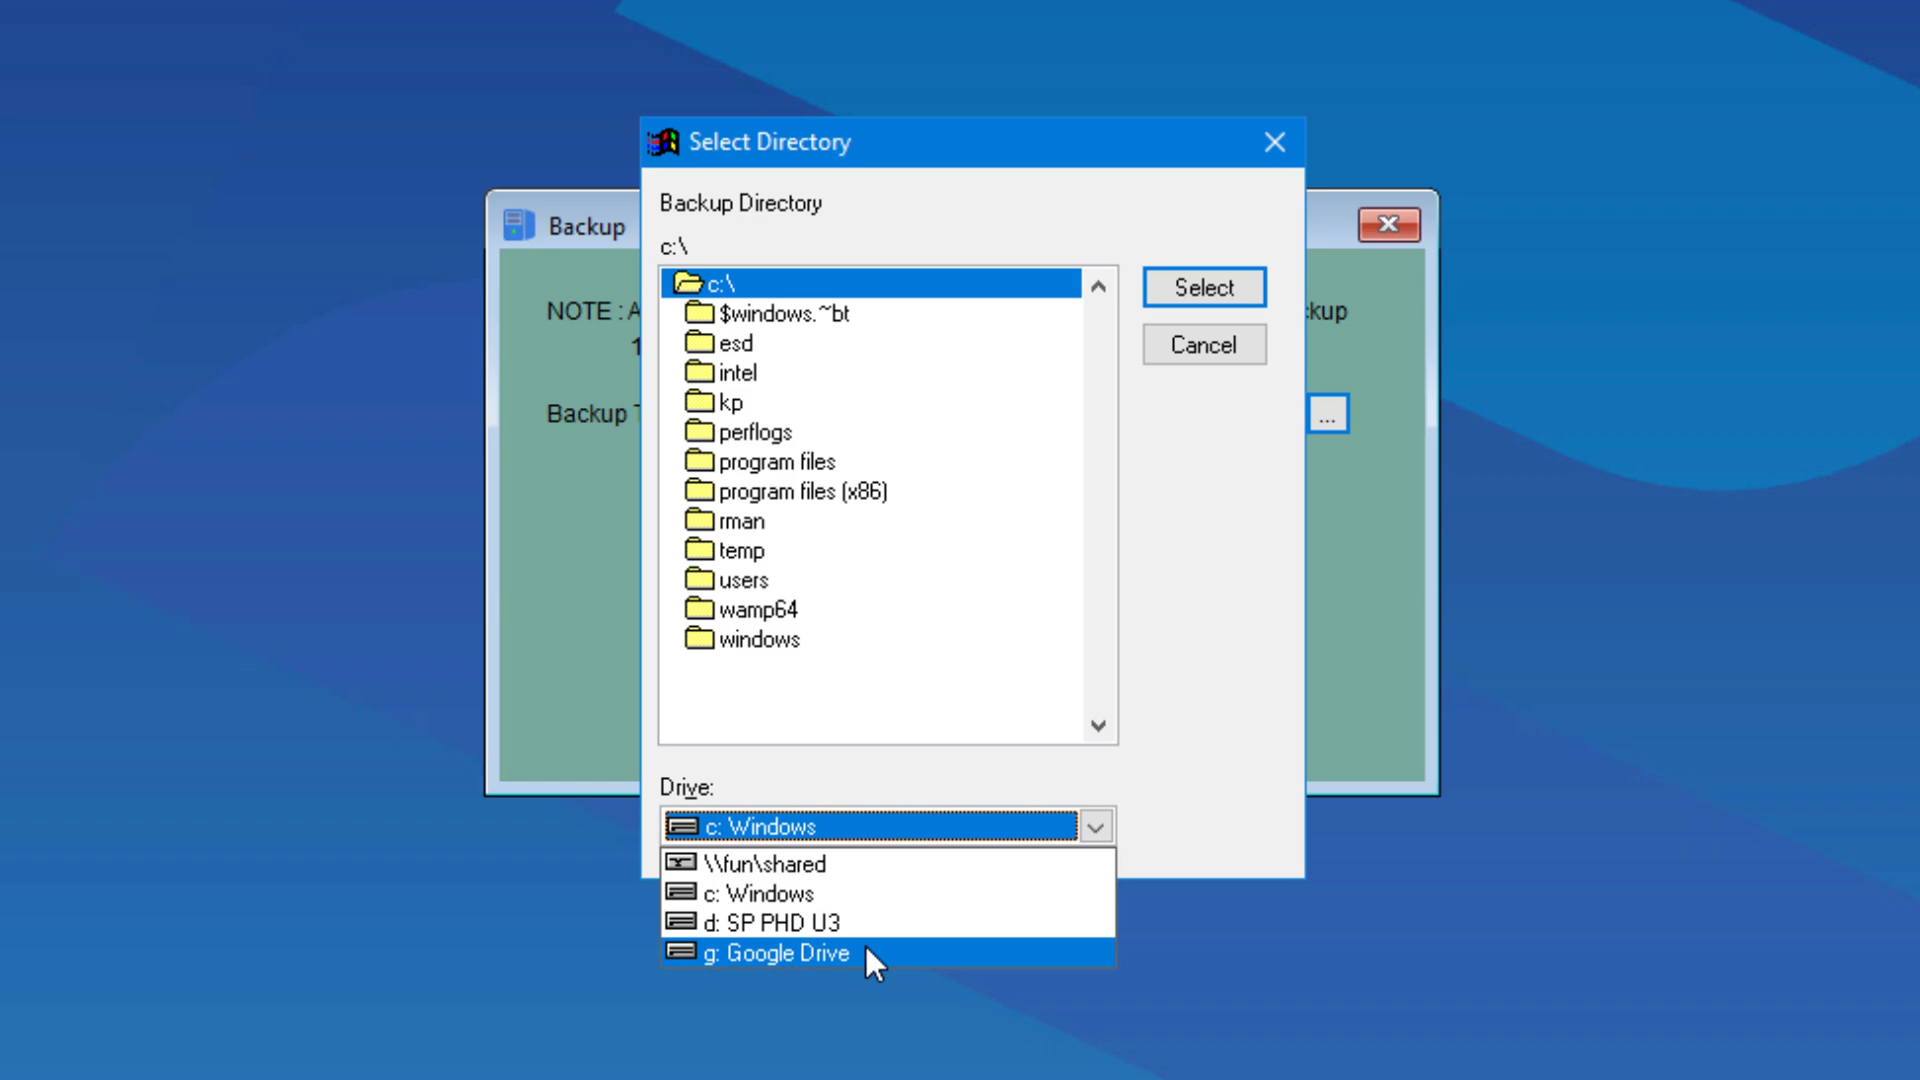 Select Directory
Backup Directory
c:\
Backup
NOTE : A
kup
1
Backup T
...
c:\
$windows.~bt
esd
intel
kp
perflogs
program files
program files (x86)
rman
temp
users
wamp64
windows
Select
Cancel
Drive:
c: Windows
\\fun\shared
c: Windows
d: SP PHD U3
g: Google Drive